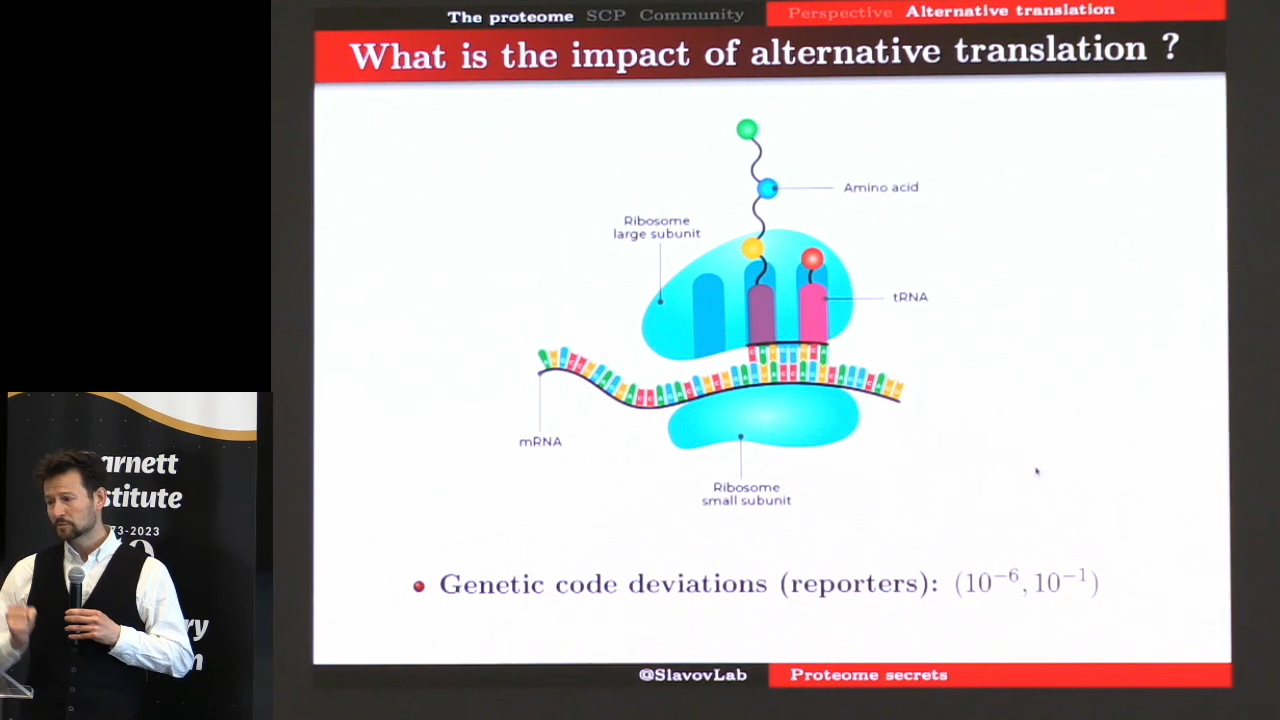 The proteome SCP Community Perspective Alternative translation
What is the impact of alternative translation ?
Amino acid
Ribosome
large subunit
tRNA
mRNA
Ribosome
small subunit
• Genetic code deviations (reporters): (10⁻⁶, 10⁻¹)
@SlavovLab Proteome secrets
arnett
stitute
73-2023